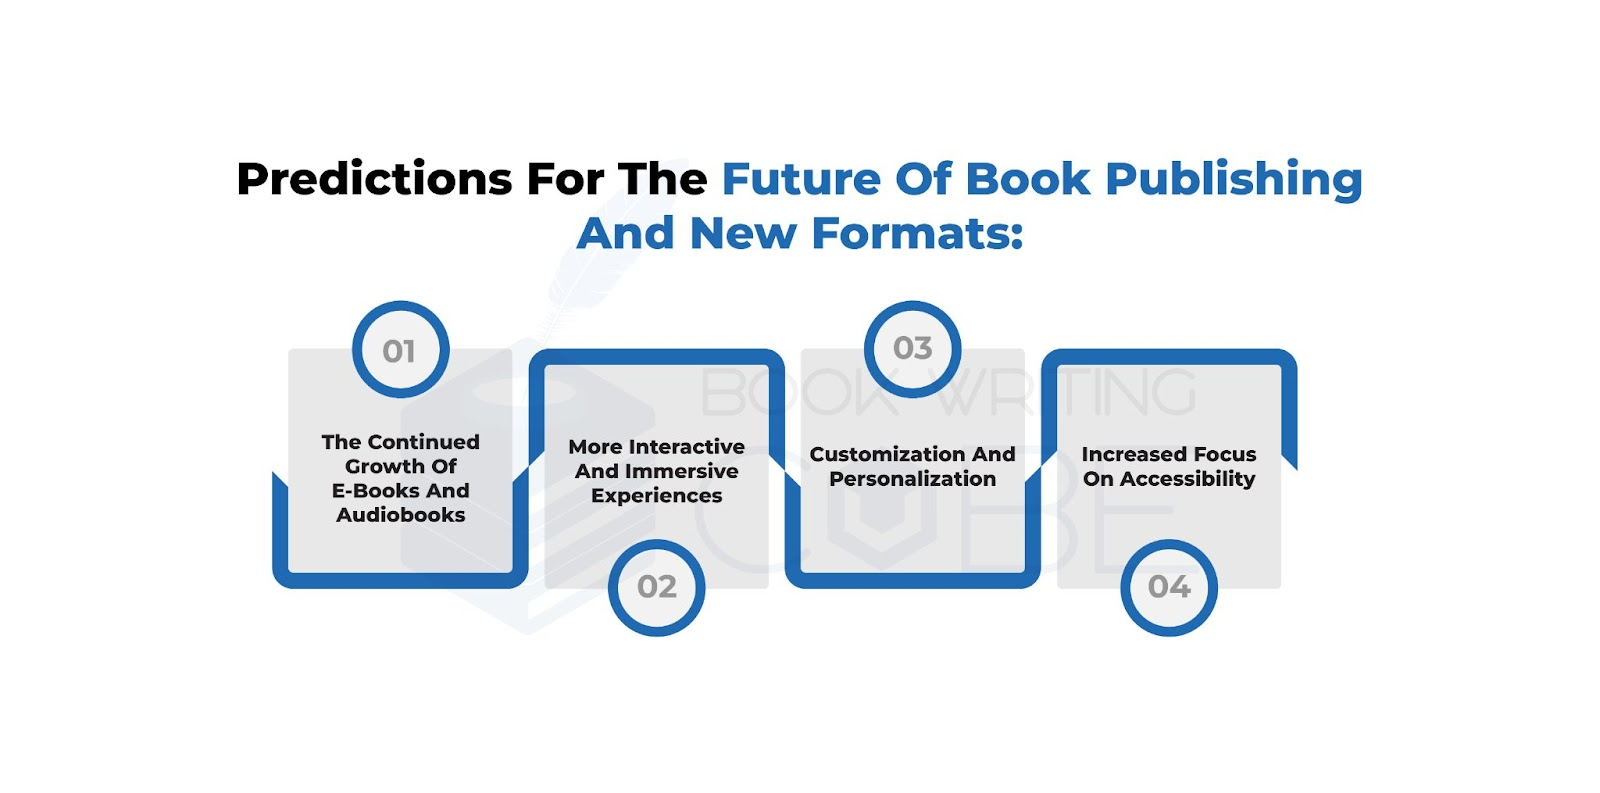 Predictions For The Future Of Book Publishing
And New Formats:
01
The Continued
Growth Of
E-Books And
Audiobooks
More Interactive
And Immersive
Experiences
02
03
Customization And
Personalization
Increased Focus
On Accessibility
04
BOOK WRITING
CUBE